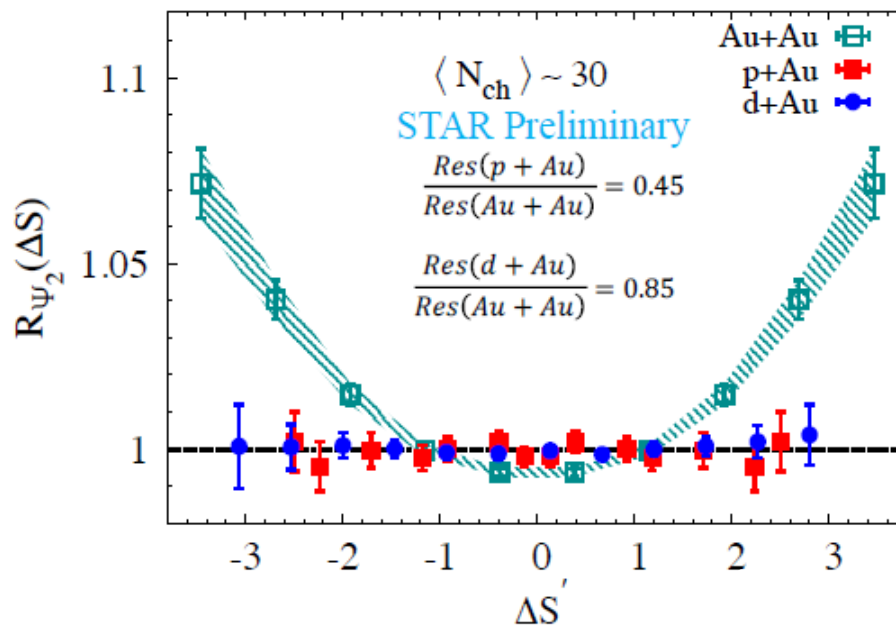 Au+Au
p+Au
d+Au
⟨ N_ch ⟩ ~ 30
STAR Preliminary
Res(p + Au)
Res(Au + Au)
= 0.45
Res(d + Au)
Res(Au + Au)
= 0.85
R_Ψ_2(ΔS)
1.1
1.05
1
-3 -2 -1 0 1 2 3
ΔS′